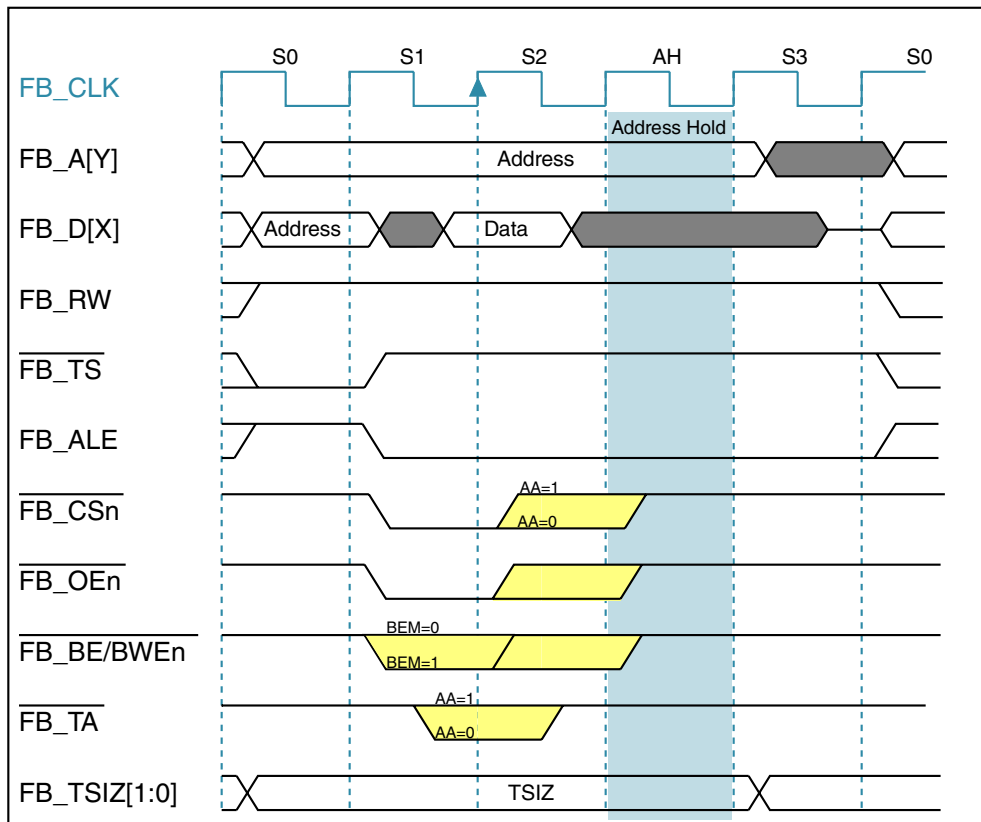 S0 S1 S2 AH S3 S0
FB_CLK
Address Hold
FB_A[Y] Address
FB_D[X] Address Data
FB_RW
FB_TS
FB_ALE
FB_CSn AA=1
AA=0
FB_OEn
FB_BE/BWEn BEM=0
BEM=1
FB_TA AA=1
AA=0
FB_TSIZ[1:0] TSIZ